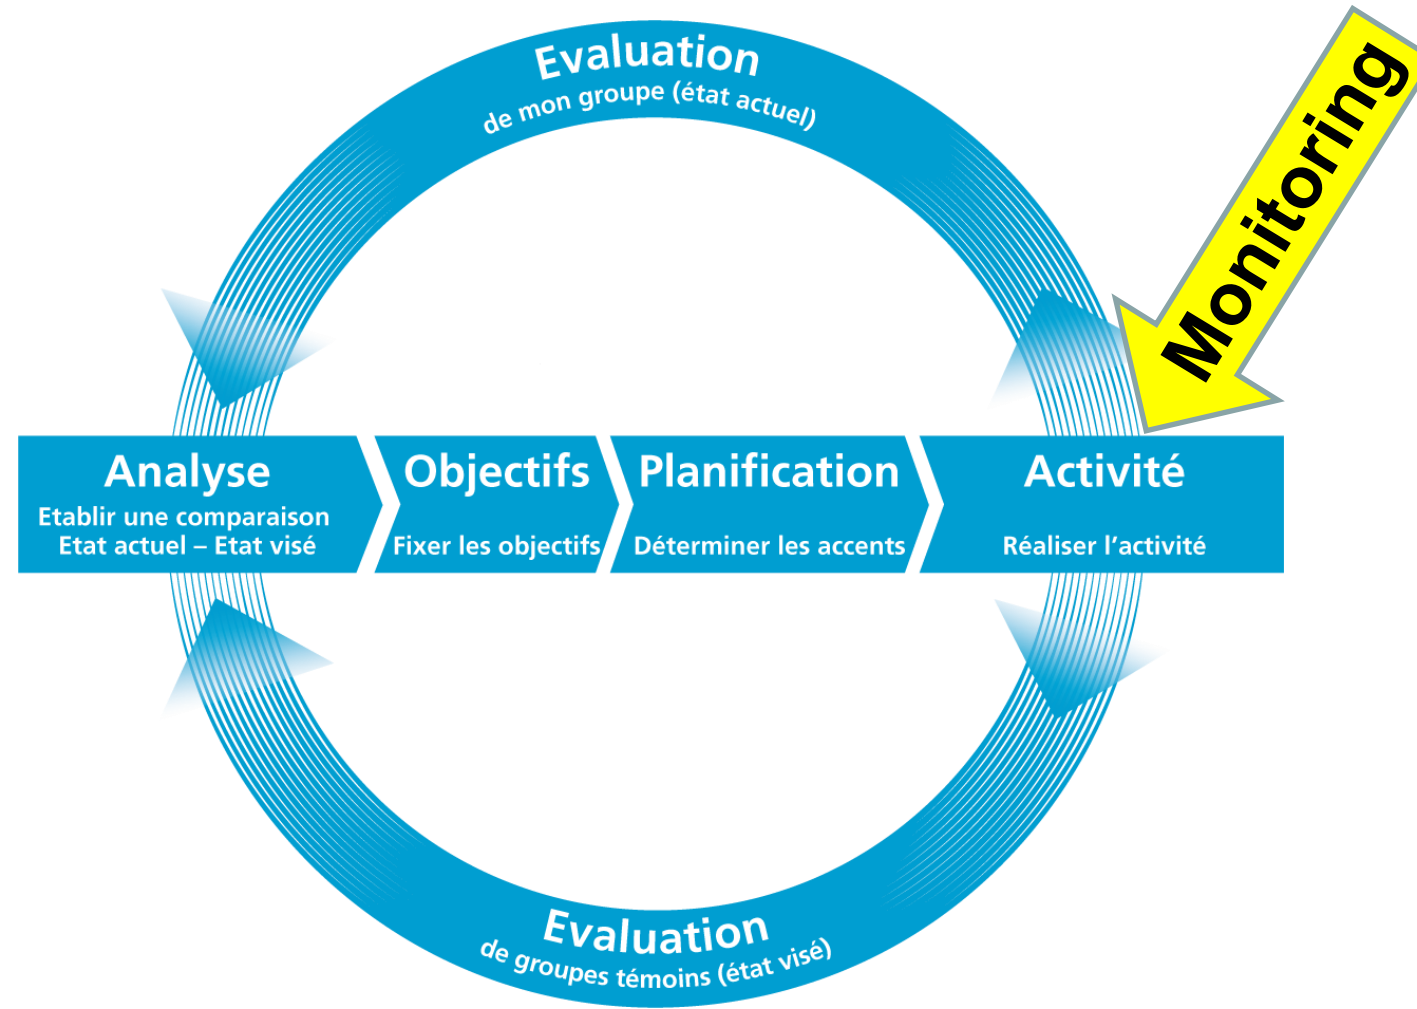 Evaluation
de mon groupe (état actuel)
Monitoring
Analyse
Etablir une comparaison
Etat actuel – Etat visé
Objectifs
Fixer les objectifs
Planification
Déterminer les accents
Activité
Réaliser l’activité
Evaluation
de groupes témoins (état visé)